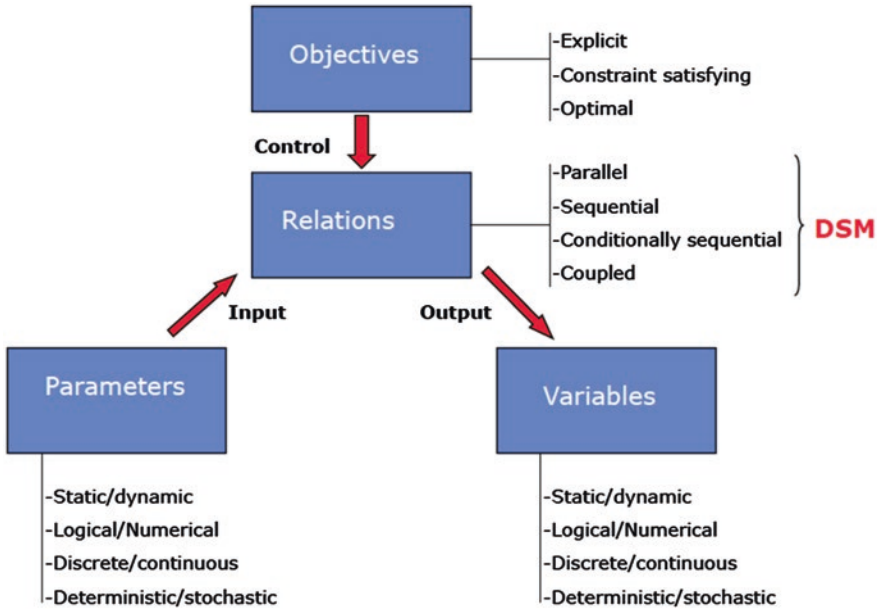 Objectives
-Explicit
-Constraint satisfying
-Optimal
Control
Relations
-Parallel
-Sequential
-Conditionally sequential
-Coupled
DSM
Input
Output
Parameters
-Static/dynamic
-Logical/Numerical
-Discrete/continuous
-Deterministic/stochastic
Variables
-Static/dynamic
-Logical/Numerical
-Discrete/continuous
-Deterministic/stochastic